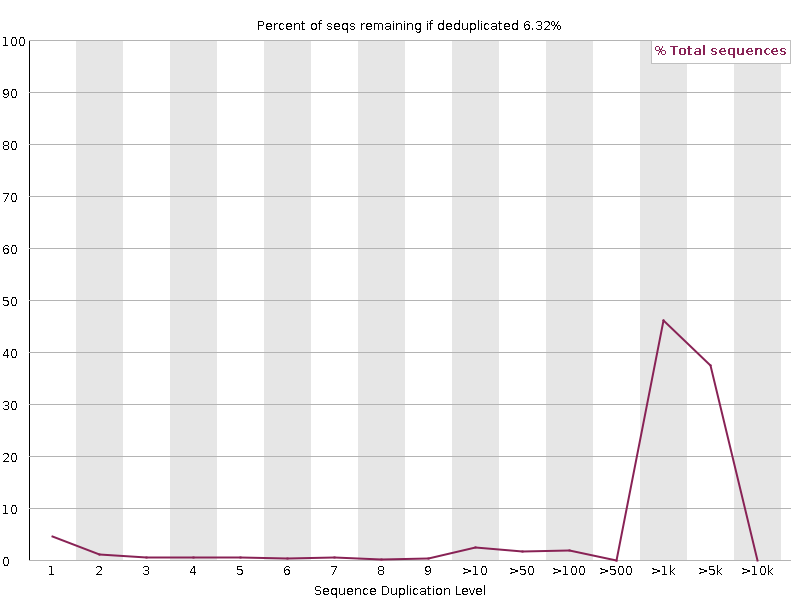 Percent of seqs remaining if deduplicated 6.32%
% Total sequences
100
90
80
70
60
50
40
30
20
10
0
1 2 3 4 5 6 7 8 9 >10 >50 >100 >500 >1k >5k >10k
Sequence Duplication Level